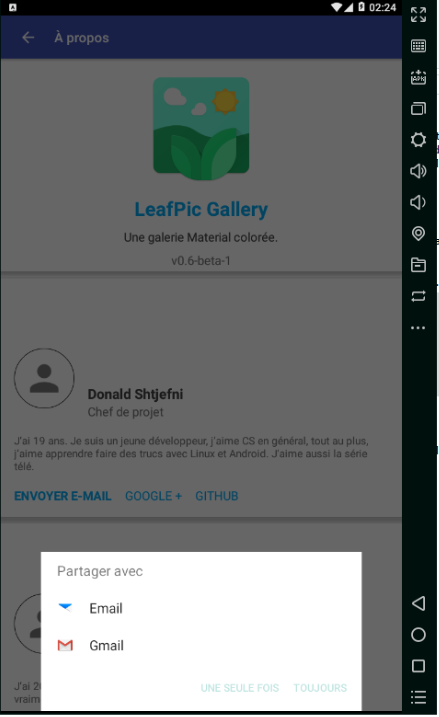 02:24
À propos
LeafPic Gallery
Une galerie Material colorée.
v0.6-beta-1
Donald Shtjefni
Chef de projet
J'ai 19 ans. Je suis un jeune développeur, j'aime CS en général, tout au plus,
j'aime apprendre faire des trucs avec Linux et Android. J'aime aussi la série
télé.
ENVOYER E-MAIL GOOGLE + GITHUB
Partager avec
Email
Gmail
UNE SEULE FOIS TOUJOURS
J'ai 2
vraim